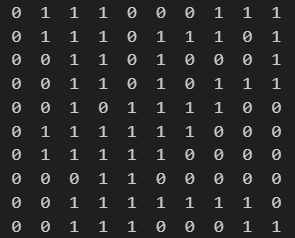 0 1 1 1 0 0 0 1 1 1
0 1 1 1 0 1 1 1 0 1
0 0 1 1 0 1 0 0 0 1
0 0 1 1 0 1 0 1 1 1
0 0 1 0 1 1 1 1 0 0
0 1 1 1 1 1 1 0 0 0
0 1 1 1 1 1 0 0 0 0
0 0 0 1 1 0 0 0 0 0
0 0 1 1 1 1 1 1 1 0
0 0 1 1 1 0 0 0 1 1